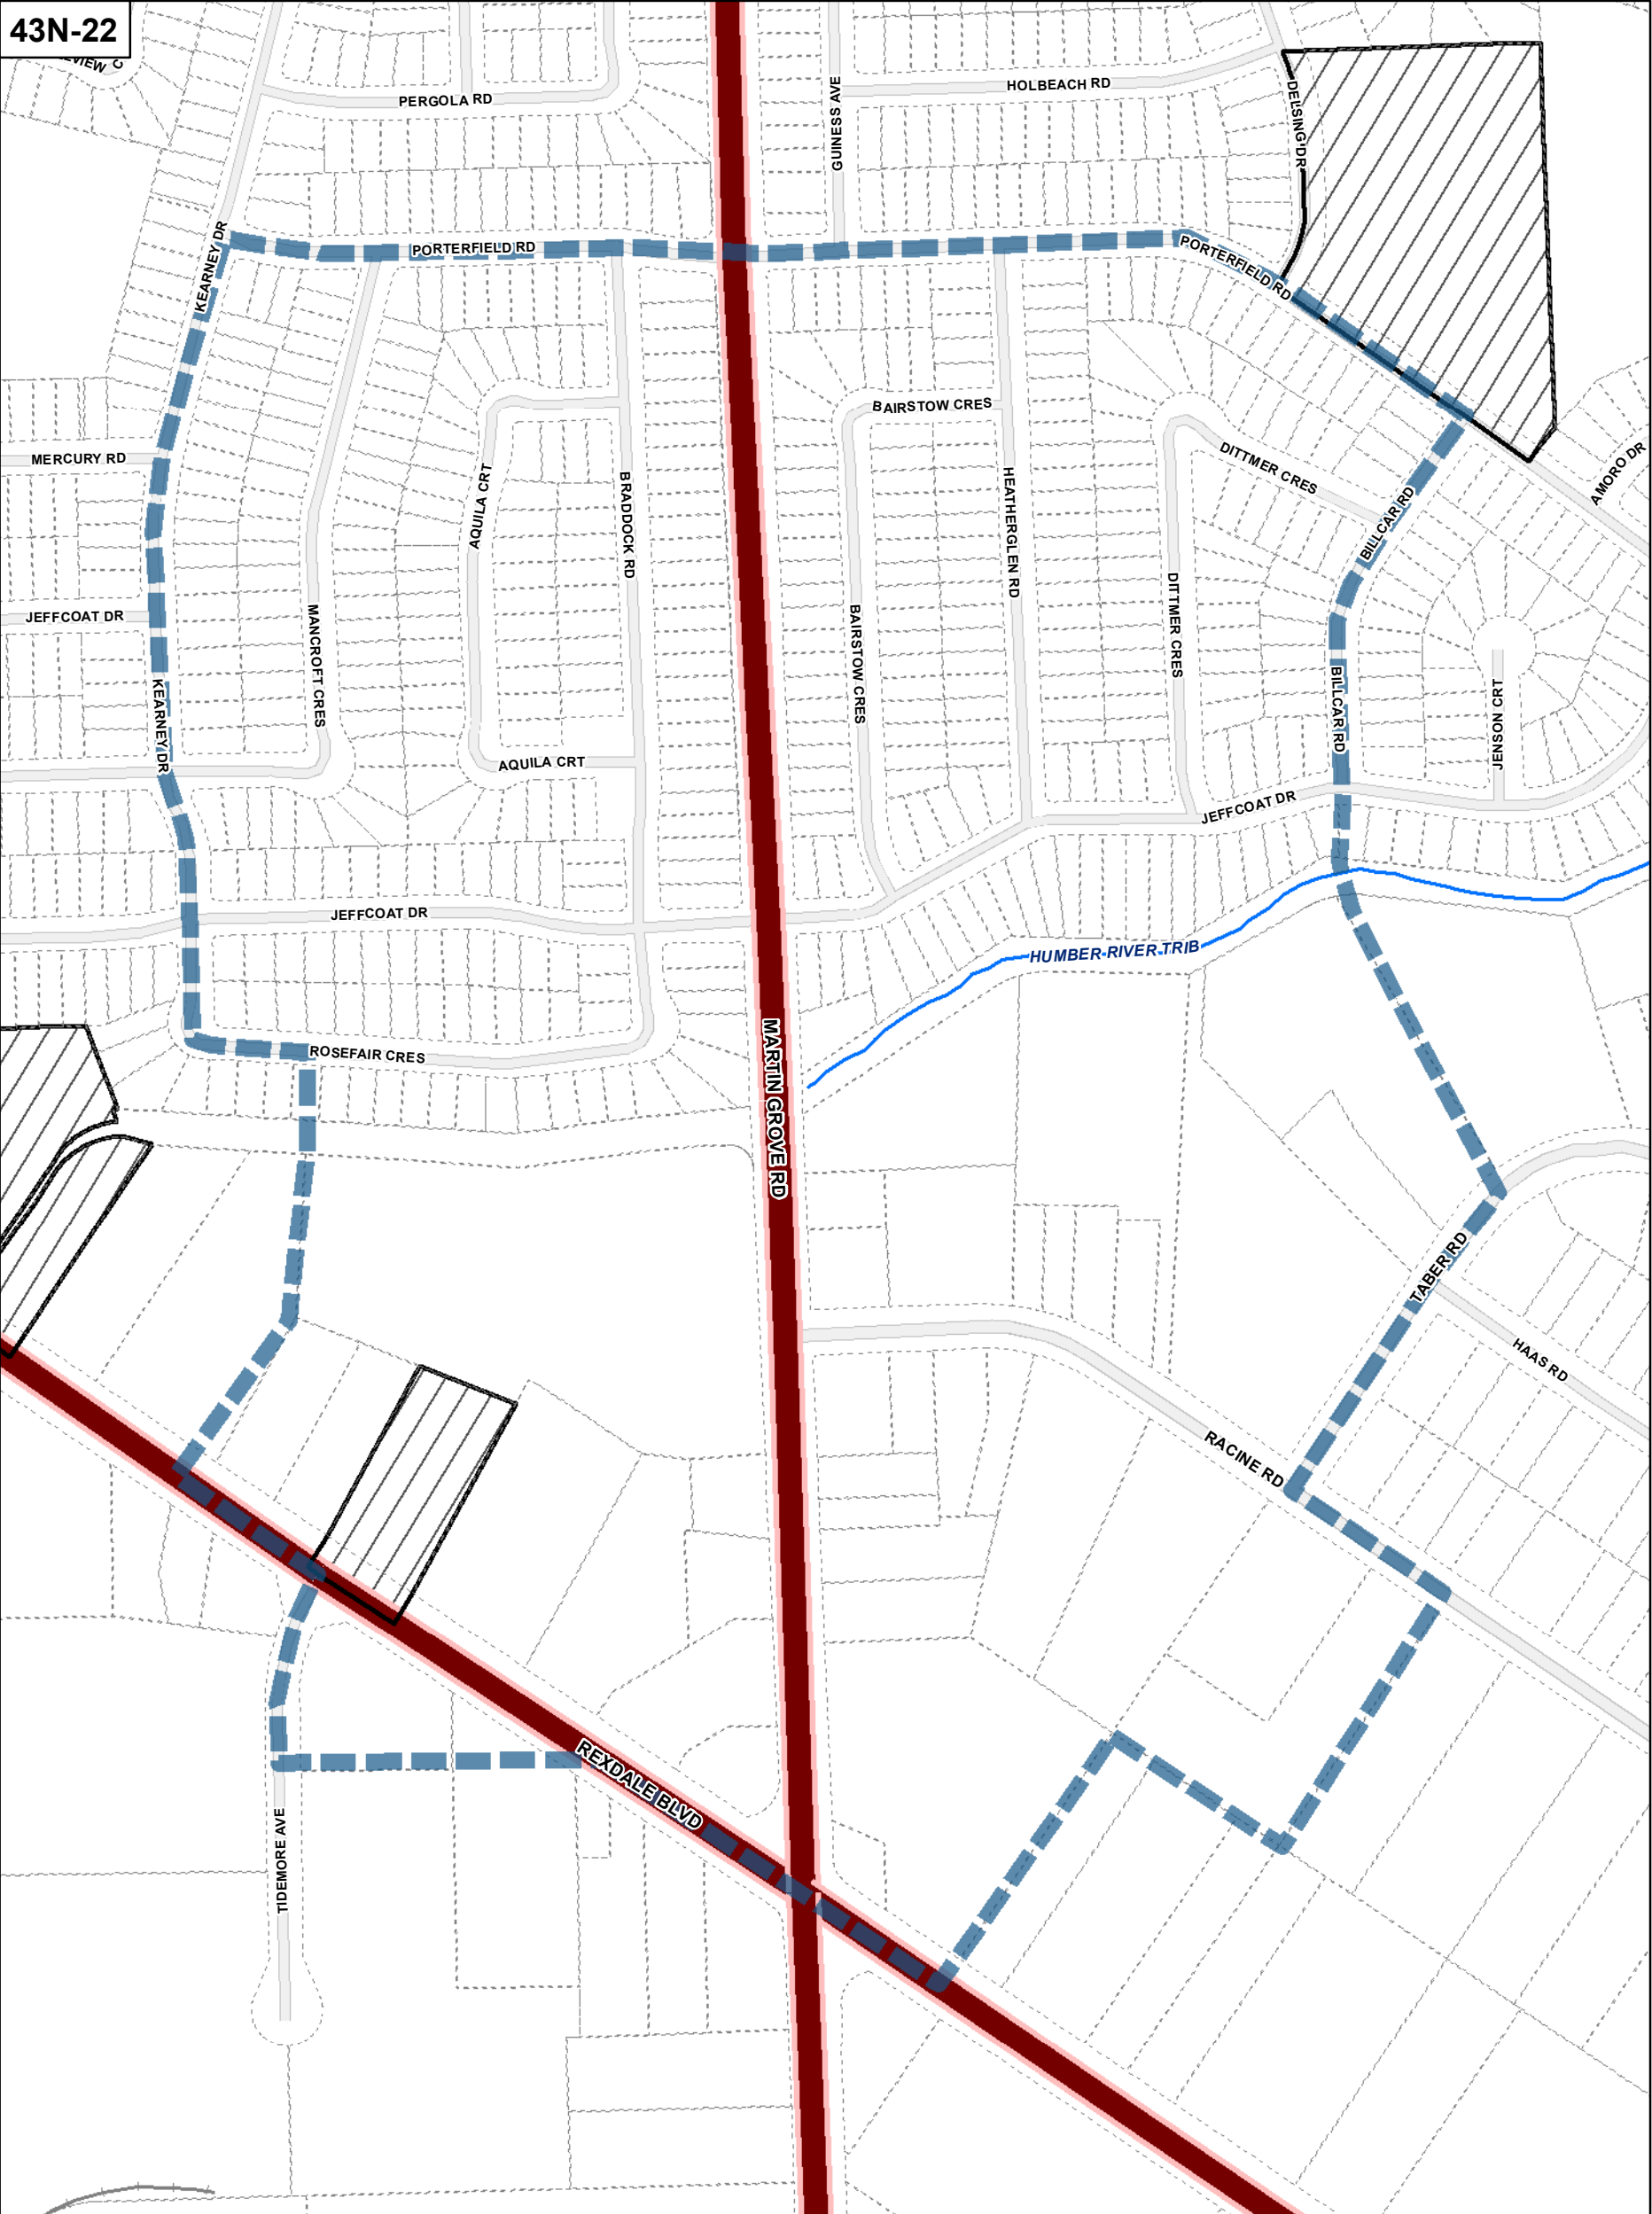 43N-22
VIEW C
PERGOLA RD
GUINESS AVE
HOLBEACH RD
DELSING DR
KEARNEY DR
PORTERFIELD RD
PORTERFIELD RD
BAIRSTOW CRES
MERCURY RD
DITTMER CRES
AMORO DR
AQUILA CRT
BRADDOCK RD
HEATHERGLEN RD
BILLCAR RD
JEFFCOAT DR
MANCROFT CRES
BAIRSTOW CRES
DITTMER CRES
KEARNEY DR
BILLCAR RD
JENSON CRT
AQUILA CRT
JEFFCOAT DR
JEFFCOAT DR
HUMBER RIVER TRIB
ROSEFAIR CRES
MARTIN GROVE RD
TABER RD
HAAS RD
RACINE RD
REXDALE BLVD
TIDEMORE AVE